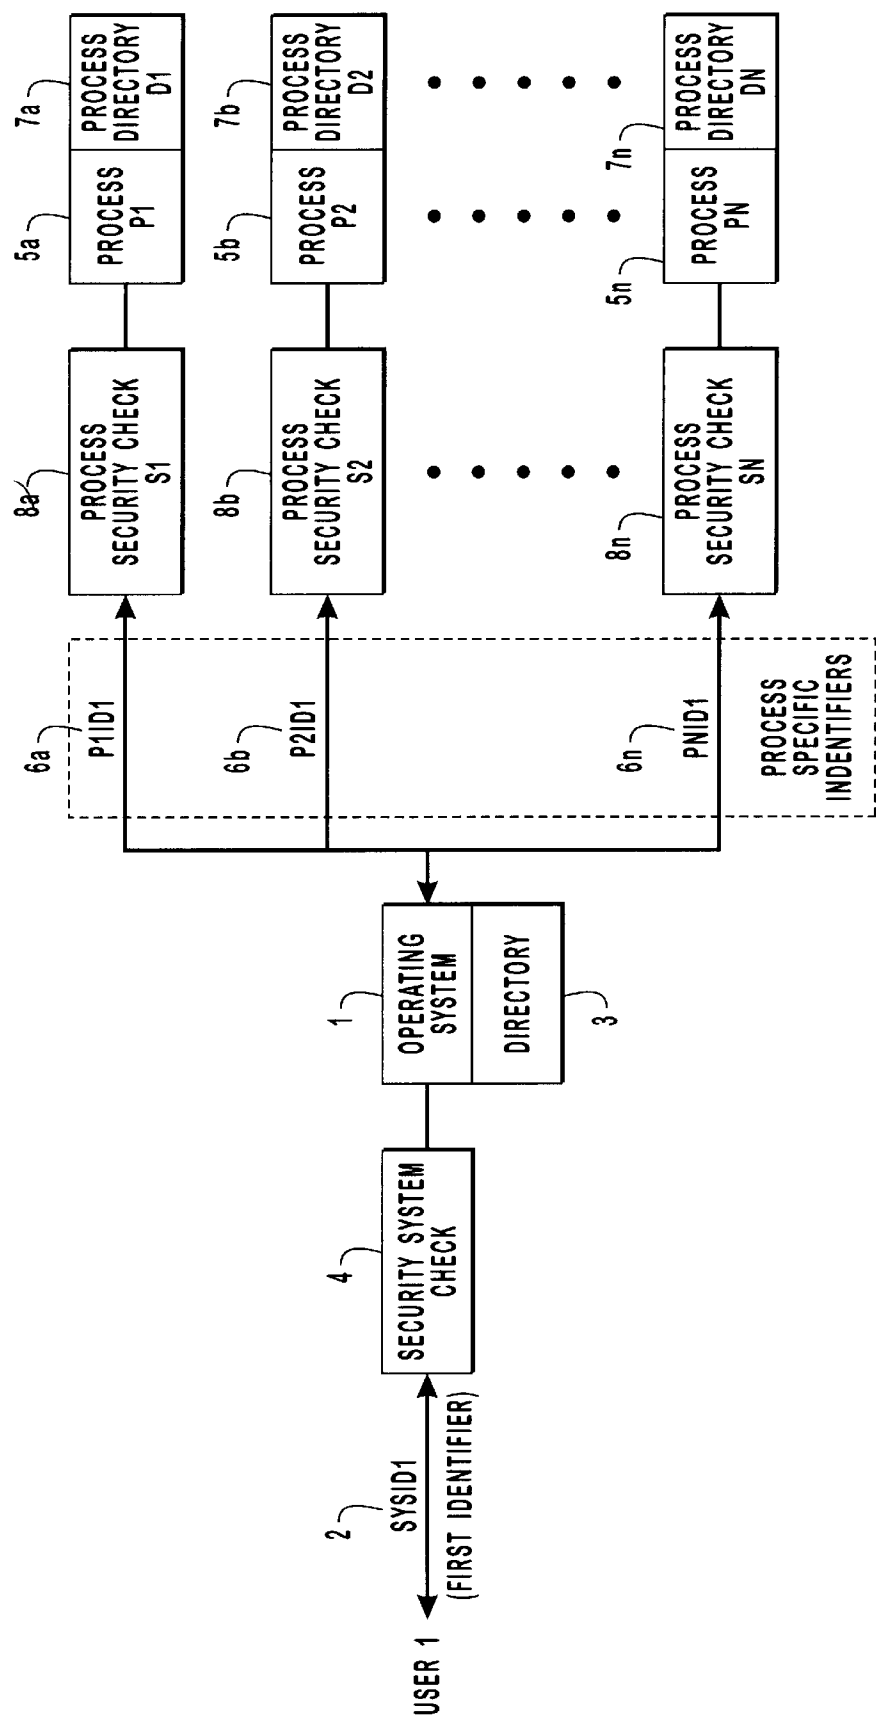 USER 1
2
SYSID1
(FIRST IDENTIFIER)
4
SECURITY SYSTEM
CHECK
1
OPERATING
SYSTEM
DIRECTORY
3
6a
P1ID1
6b
P2ID1
6n
PNID1
PROCESS
SPECIFIC
INDENTIFIERS
8a
PROCESS
SECURITY CHECK
S1
8b
PROCESS
SECURITY CHECK
S2
8n
PROCESS
SECURITY CHECK
SN
5a
PROCESS
P1
7a
PROCESS
DIRECTORY
D1
5b
PROCESS
P2
7b
PROCESS
DIRECTORY
D2
5n
PROCESS
PN
7n
PROCESS
DIRECTORY
DN